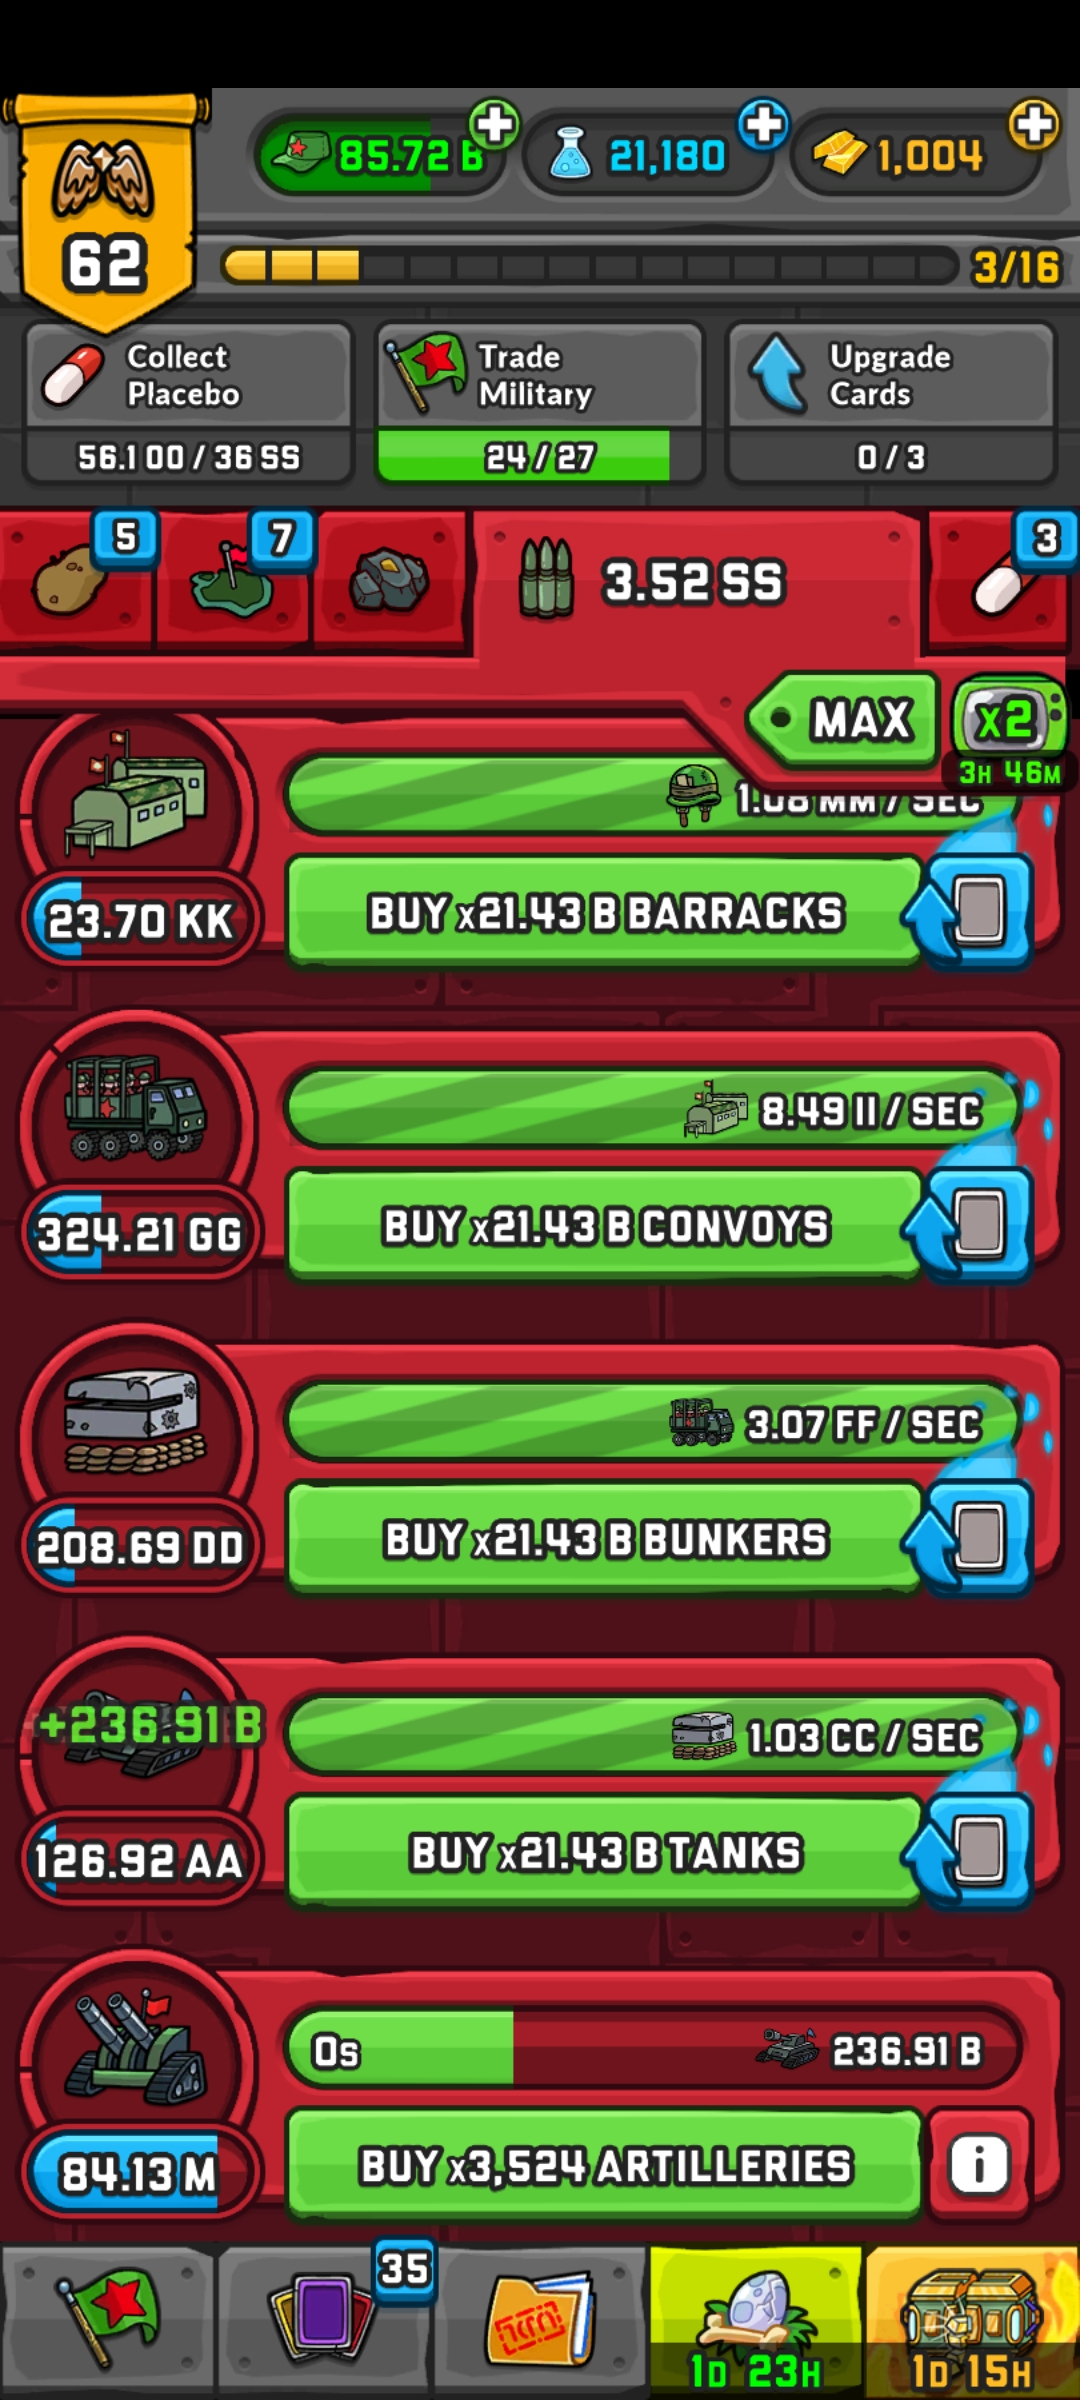 85.72 B
21,180
1,004
62
3/16
Collect
Placebo
56.1 OO / 36 SS
Trade
Military
24 / 27
Upgrade
Cards
0 / 3
5
7
3.52 SS
3
MAX
x2
3H 46M
1.08 MM / SEC
23.70 KK
BUY x21.43 B BARRACKS
8.49 II / SEC
324.21 GG
BUY x21.43 B CONVOYS
3.07 FF / SEC
208.69 DD
BUY x21.43 B BUNKERS
+236.91 B
1.03 CC / SEC
126.92 AA
BUY x21.43 B TANKS
0s
236.91 B
84.13 M
BUY x3,524 ARTILLERIES
i
35
1D 23H
1D 15H